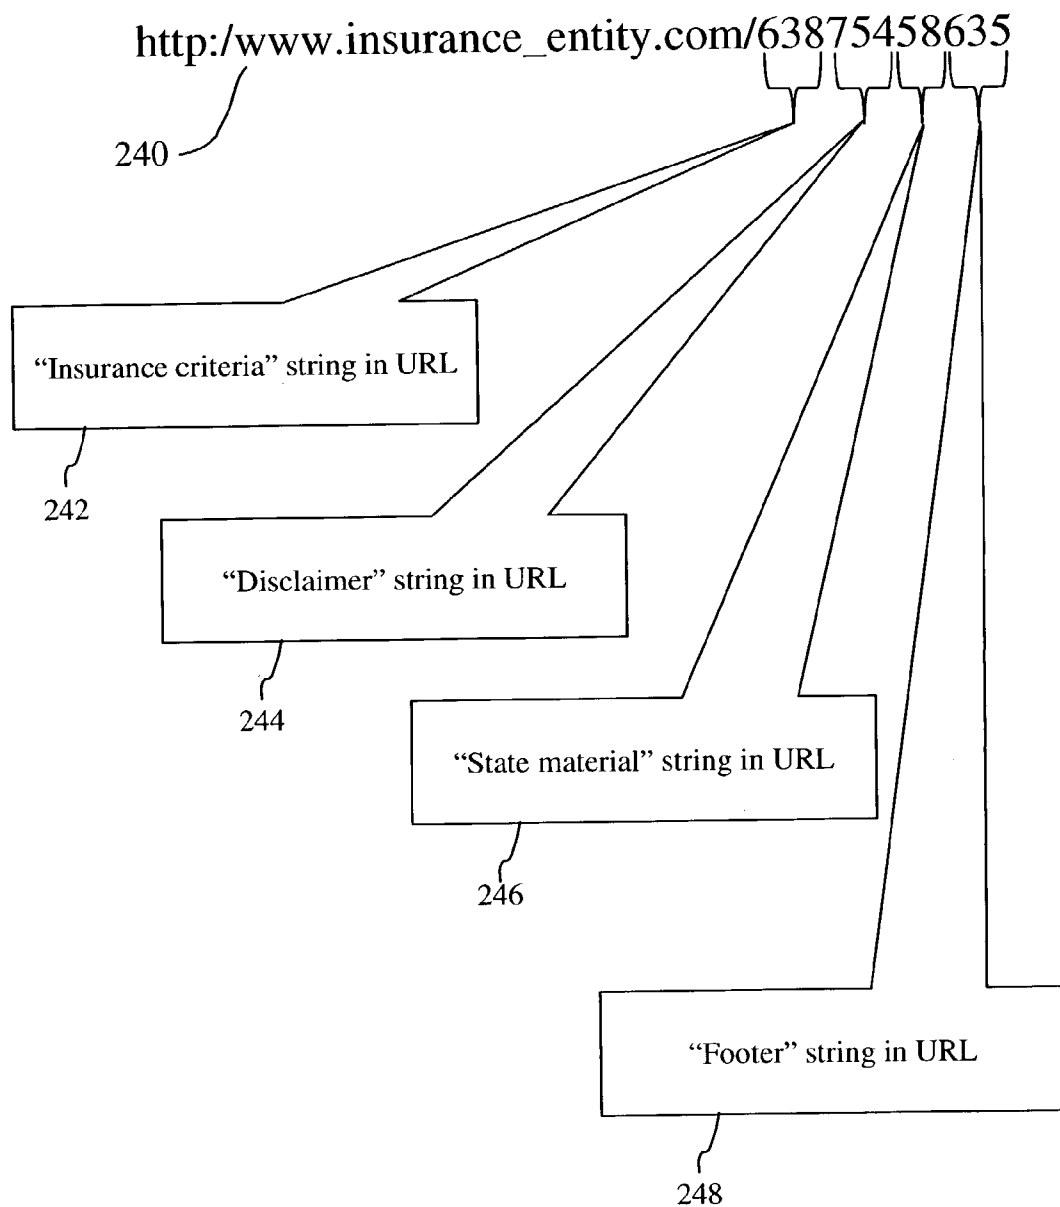 http:/www.insurance_entity.com/63875458635
240
“Insurance criteria” string in URL
242
“Disclaimer” string in URL
244
“State material” string in URL
246
“Footer” string in URL
248